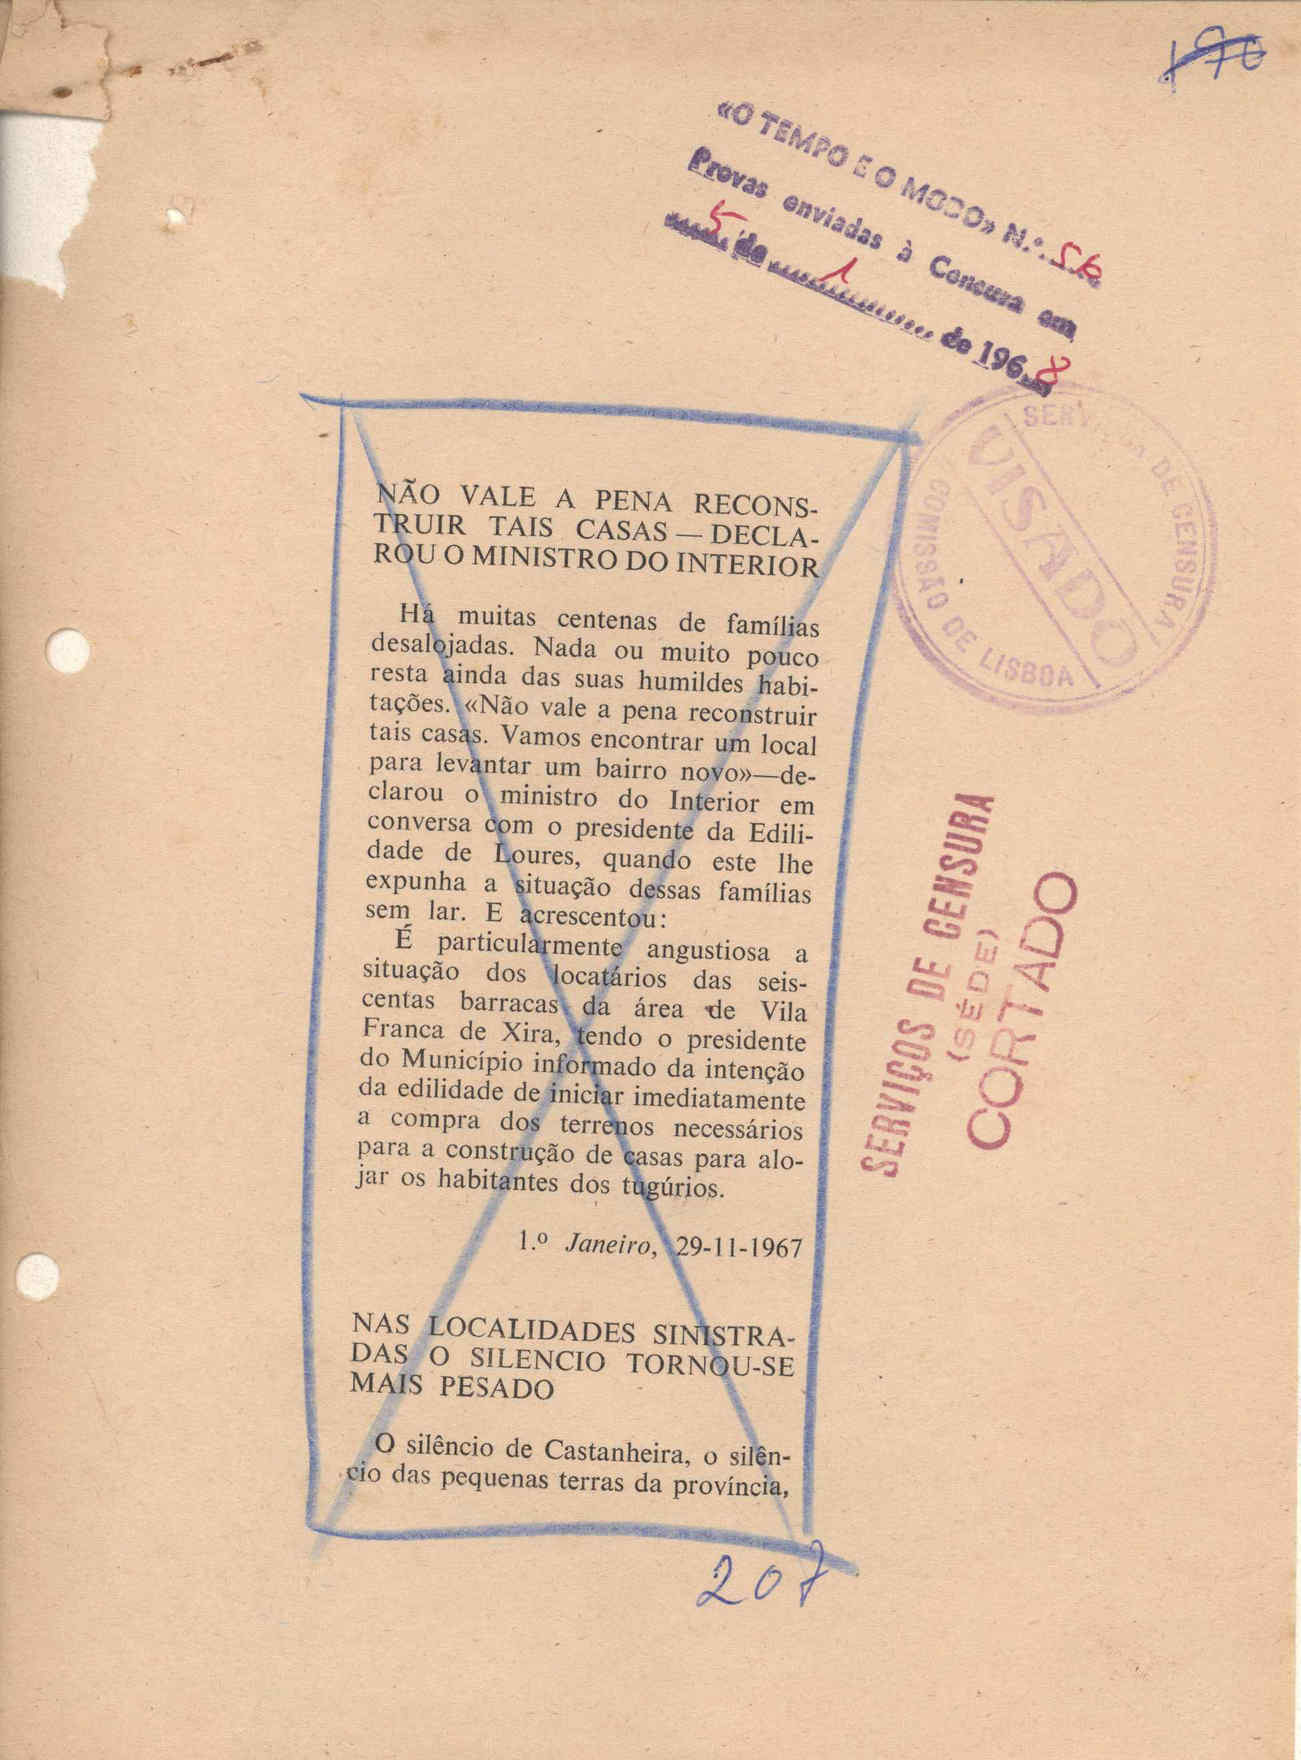 190
«O TEMPO E O MODO» N.º 56
Provas enviadas à Censura em
5 de 1 de 1968
SERVIÇOS DE CENSURA
VISADO
COMISSÃO DE LISBOA
NÃO VALE A PENA RECONS-
TRUIR TAIS CASAS — DECLA-
ROU O MINISTRO DO INTERIOR
Há muitas centenas de famílias
desalojadas. Nada ou muito pouco
resta ainda das suas humildes habi-
tações. «Não vale a pena reconstruir
tais casas. Vamos encontrar um local
para levantar um bairro novo»—de-
clarou o ministro do Interior em
conversa com o presidente da Edili-
dade de Loures, quando este lhe
expunha a situação dessas famílias
sem lar. E acrescentou:
É particularmente angustiosa a
situação dos locatários das seis-
centas barracas da área de Vila
Franca de Xira, tendo o presidente
do Município informado da intenção
da edilidade de iniciar imediatamente
a compra dos terrenos necessários
para a construção de casas para alo-
jar os habitantes dos tugúrios.
1.º Janeiro, 29-11-1967
SERVIÇOS DE CENSURA
(SÉDE)
CORTADO
NAS LOCALIDADES SINISTRA-
DAS O SILENCIO TORNOU-SE
MAIS PESADO
O silêncio de Castanheira, o silên-
cio das pequenas terras da província,
207